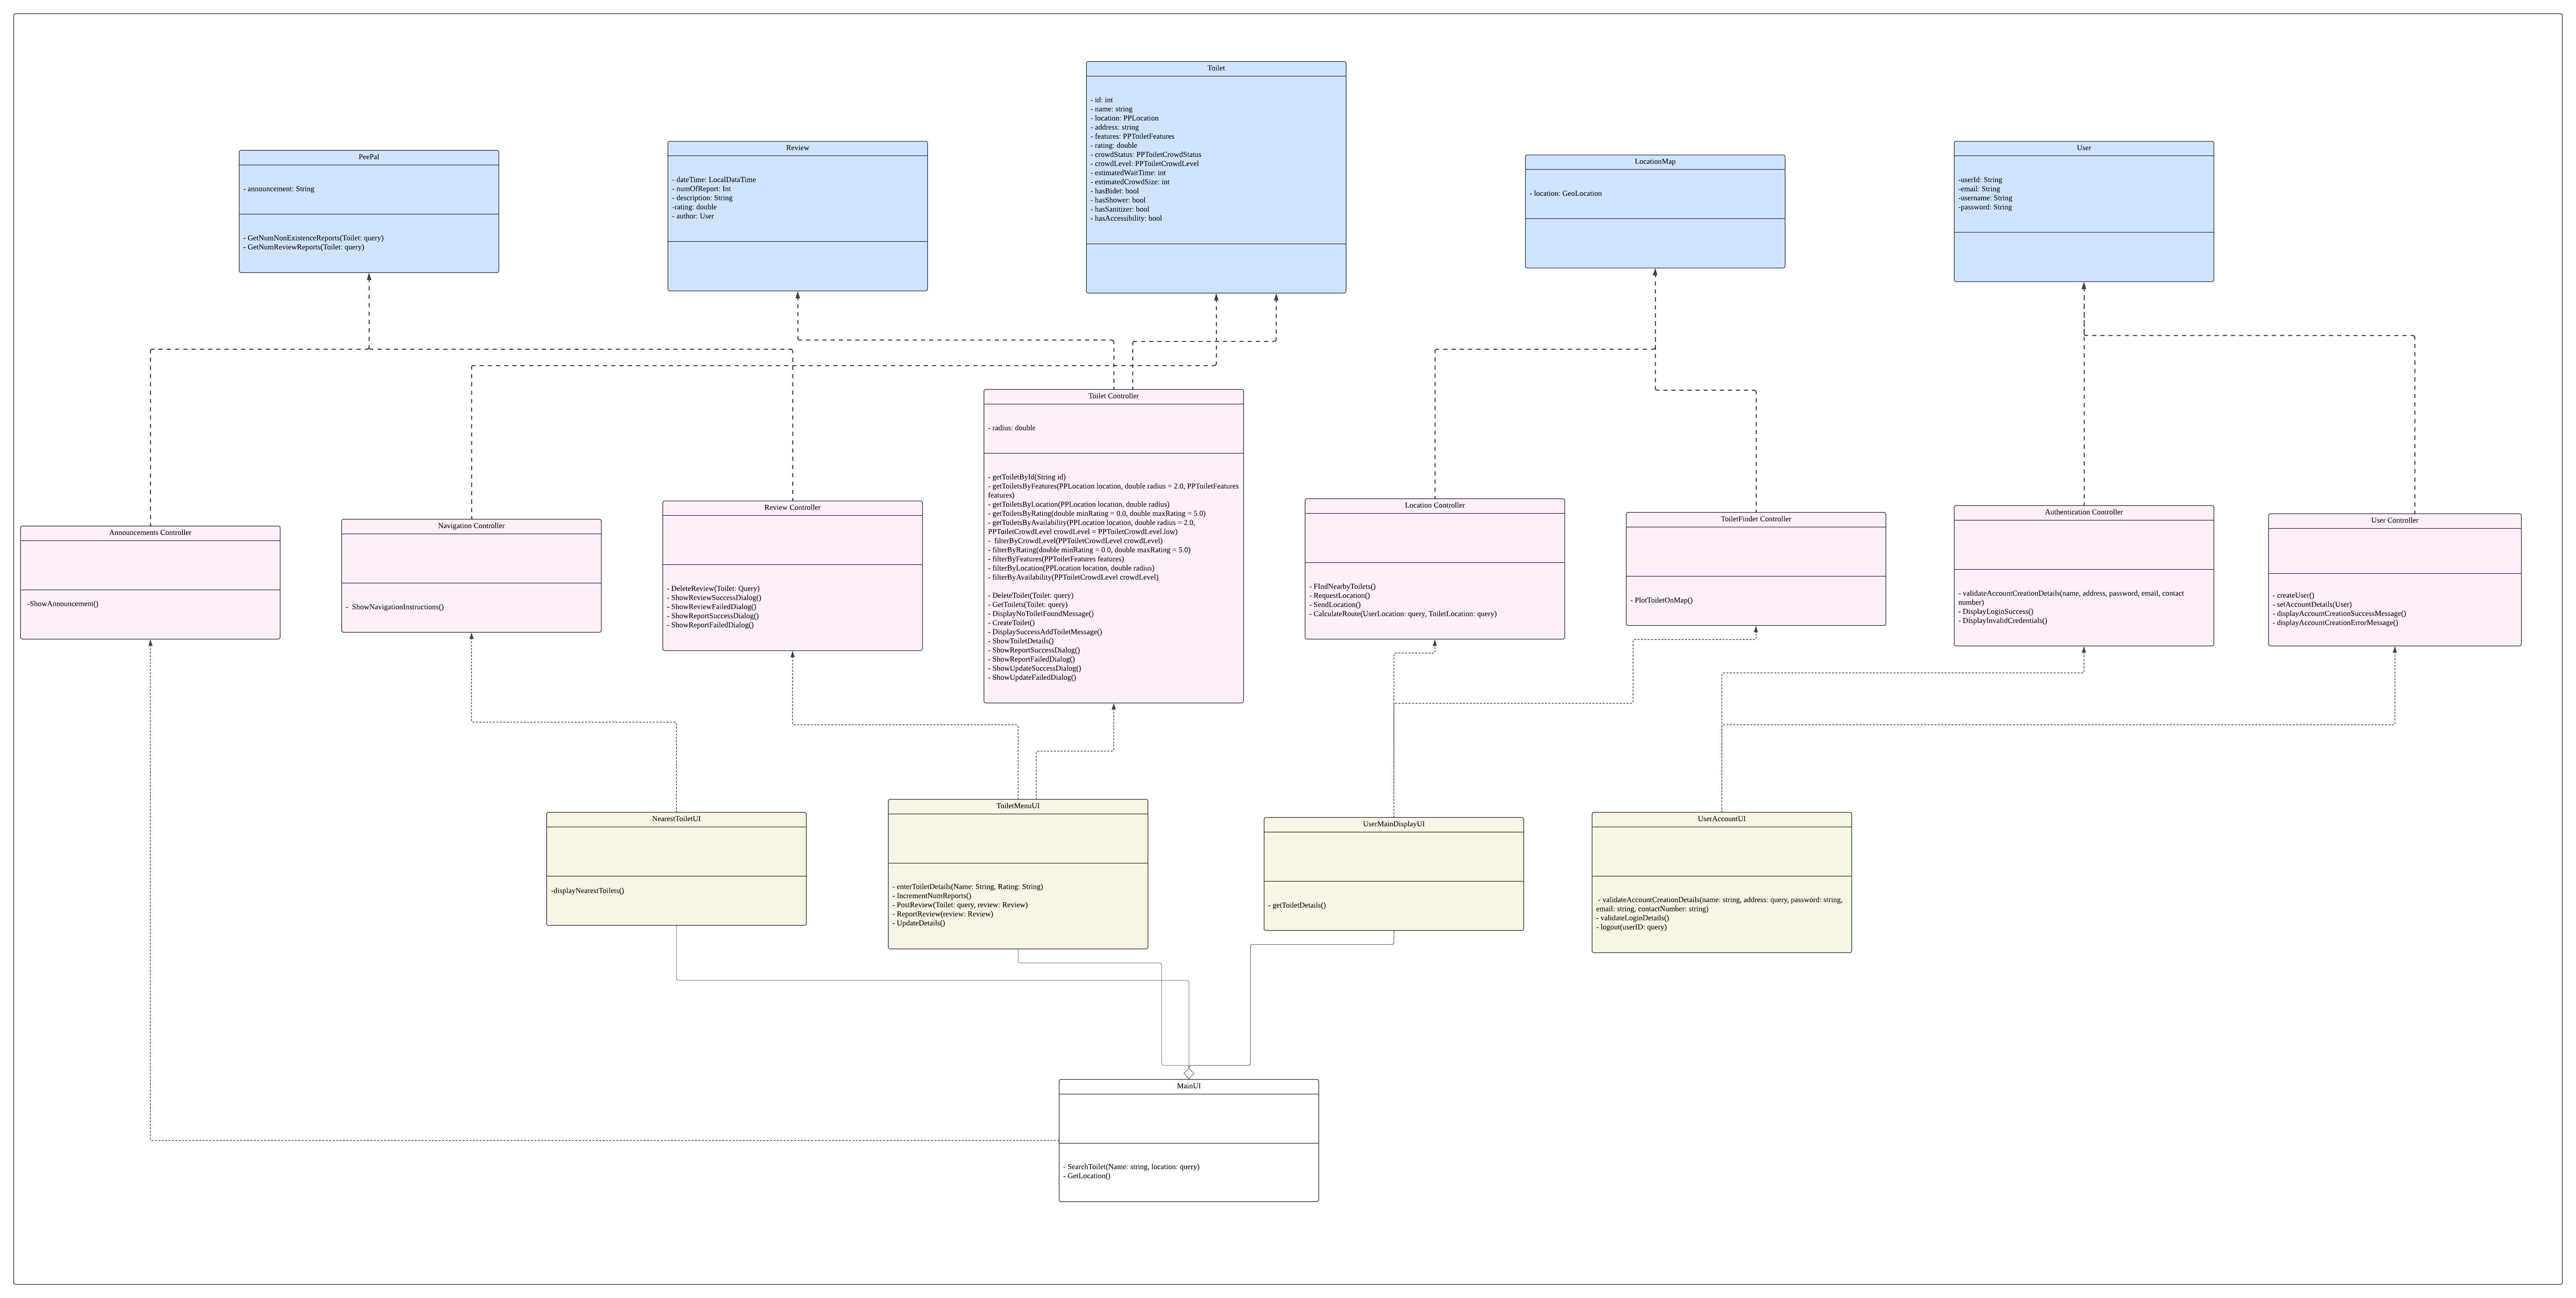 PeePal
- announcement: String
- GetNumNonExistenceReports(Toilet: query)
- GetNumReviewReports(Toilet: query)
Review
- dateTime: LocalDataTime
- numOfReport: Int
- description: String
-rating: double
- author: User
Toilet
- id: int
- name: string
- location: PPLocation
- address: string
- features: PPToiletFeatures
- rating: double
- crowdStatus: PPToiletCrowdStatus
- crowdLevel: PPToiletCrowdLevel
- estimatedWaitTime: int
- estimatedCrowdSize: int
- hasBidet: bool
- hasShower: bool
- hasSanitizer: bool
- hasAccessibility: bool
LocationMap
- location: GeoLocation
User
-userId: String
-email: String
-username: String
-password: String
Announcements Controller
-ShowAnnouncement()
Navigation Controller
- ShowNavigationInstructions()
Review Controller
- DeleteReview(Toilet: Query)
- ShowReviewSuccessDialog()
- ShowReviewFailedDialog()
- ShowReportSuccessDialog()
- ShowReportFailedDialog()
Toilet Controller
- radius: double
- getToiletById(String id)
- getToiletsByFeatures(PPLocation location, double radius = 2.0, PPToiletFeatures
features)
- getToiletsByLocation(PPLocation location, double radius)
- getToiletsByRating(double minRating = 0.0, double maxRating = 5.0)
- getToiletsByAvailability(PPLocation location, double radius = 2.0,
PPToiletCrowdLevel crowdLevel = PPToiletCrowdLevel.low)
- filterByCrowdLevel(PPToiletCrowdLevel crowdLevel)
- filterByRating(double minRating = 0.0, double maxRating = 5.0)
- filterByFeatures(PPToiletFeatures features)
- filterByLocation(PPLocation location, double radius)
- filterByAvailability(PPToiletCrowdLevel crowdLevel)
- DeleteToilet(Toilet: query)
- GetToilets(Toilet: query)
- DisplayNoToiletFoundMessage()
- CreateToilet()
- DisplaySuccessAddToiletMessage()
- ShowToiletDetails()
- ShowReportSuccessDialog()
- ShowReportFailedDialog()
- ShowUpdateSuccessDialog()
- ShowUpdateFailedDialog()
Location Controller
- FIndNearbyToilets()
- RequestLocation()
- SendLocation()
- CalculateRoute(UserLocation: query, ToiletLocation: query)
ToiletFinder Controller
- PlotToiletOnMap()
Authentication Controller
- validateAccountCreationDetails(name, address, password, email, contact
number)
- DisplayLoginSuccess()
- DisplayInvalidCredentials()
User Controller
- createUser()
- setAccountDetails(User)
- displayAccountCreationSuccessMessage()
- displayAccountCreationErrorMessage()
NearestToiletUI
-displayNearestToilets()
ToiletMenuUI
- enterToiletDetails(Name: String, Rating: String)
- IncrementNumReports()
- PostReview(Toilet: query, review: Review)
- ReportReview(review: Review)
- UpdateDetails()
UserMainDisplayUI
- getToiletDetails()
UserAccountUI
- validateAccountCreationDetails(name: string, address: query, password: string,
email: string, contactNumber: string)
- validateLoginDetails()
- logout(userID: query)
MainUI
- SearchToilet(Name: string, location: query)
- GetLocation()